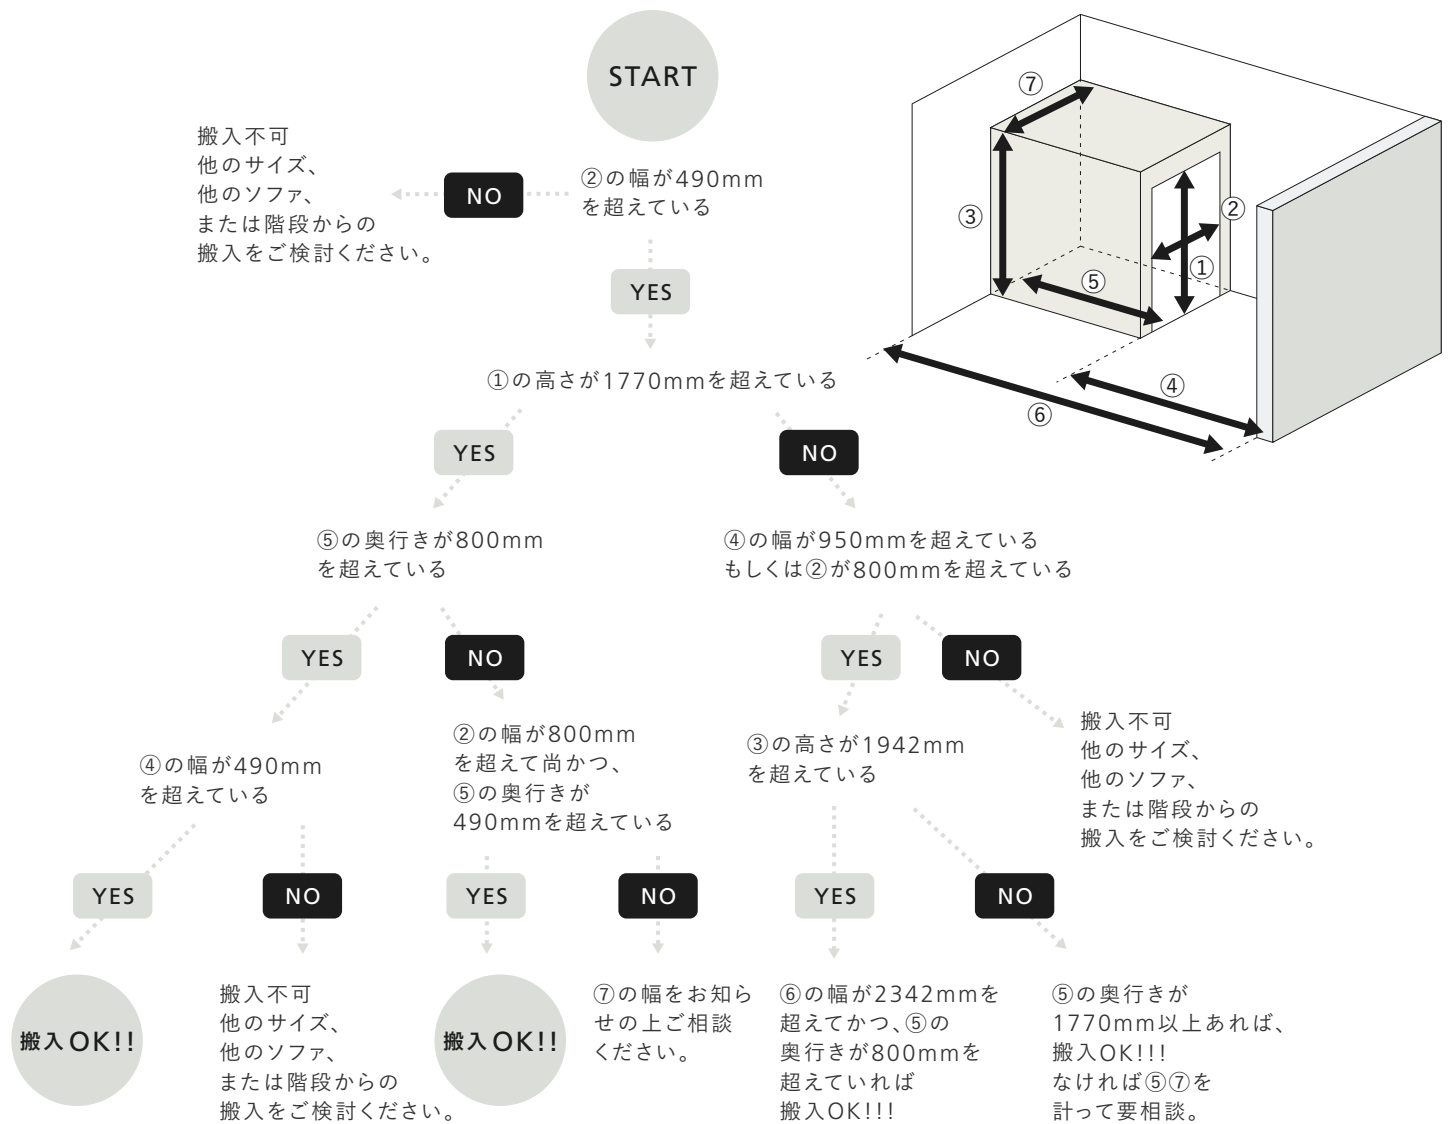 START
②の幅が490mm
を超えている
NO
搬入不可
他のサイズ、
他のソファ、
または階段からの
搬入をご検討ください。
YES
①の高さが1770mmを超えている
YES
NO
⑤の奥行きが800mm
を超えている
④の幅が950mmを超えている
もしくは②が800mmを超えている
YES
NO
YES
NO
④の幅が490mm
を超えている
②の幅が800mm
を超えて尚かつ、
⑤の奥行きが
490mmを超えている
③の高さが1942mm
を超えている
搬入不可
他のサイズ、
他のソファ、
または階段からの
搬入をご検討ください。
YES
NO
YES
NO
YES
NO
搬入OK!!
搬入不可
他のサイズ、
他のソファ、
または階段からの
搬入をご検討ください。
搬入OK!!
⑦の幅をお知ら
せの上ご相談
ください。
⑥の幅が2342mmを
超えてかつ、⑤の
奥行きが800mmを
超えていれば
搬入OK!!!
⑤の奥行きが
1770mm以上あれば、
搬入OK!!!
なければ⑤⑦を
計って要相談。
⑦
③
②
①
⑤
④
⑥